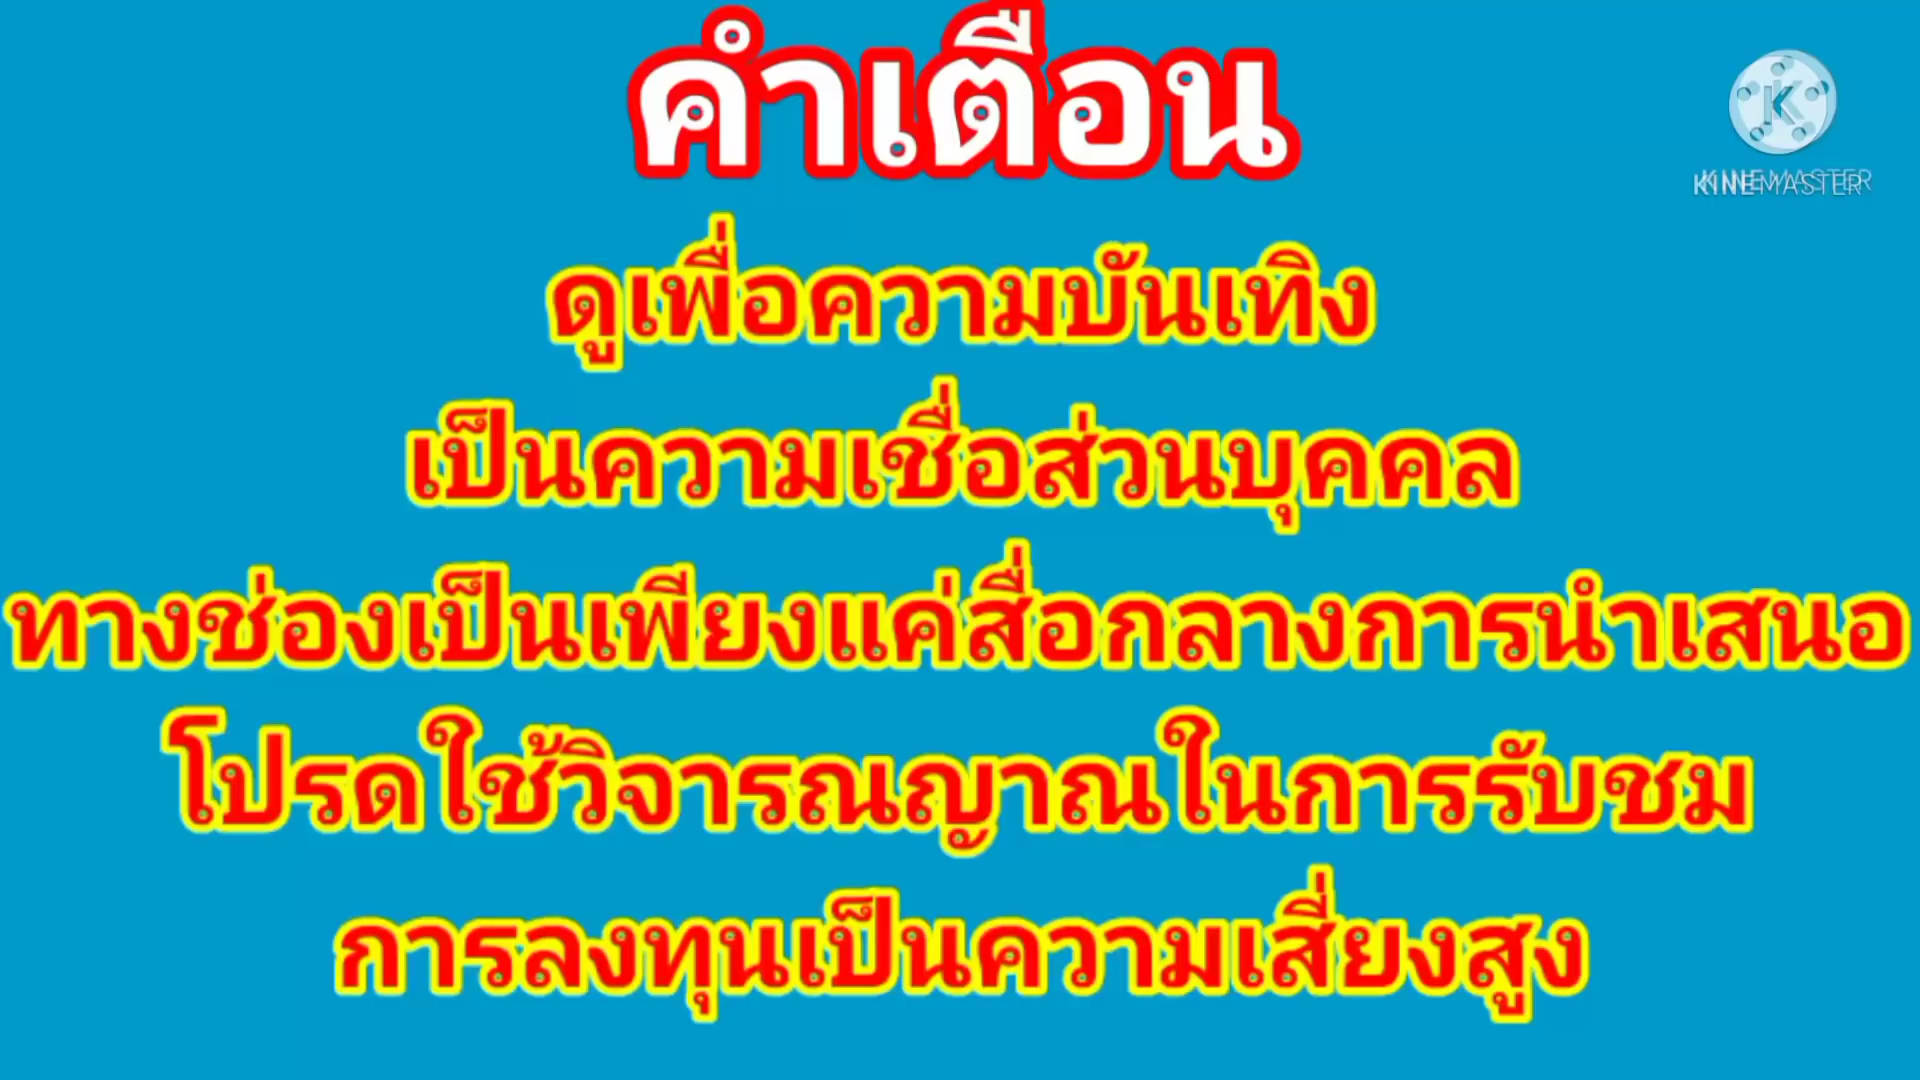 คำเตือน
KINEMASTER
ดูเพื่อความบันเทิง
เป็นความเชื่อส่วนบุคคล
ทางช่องเป็นเพียงแค่สื่อกลางการนำเสนอ
โปรดใช้วิจารณญาณในการรับชม
การลงทุนเป็นความเสี่ยงสูง